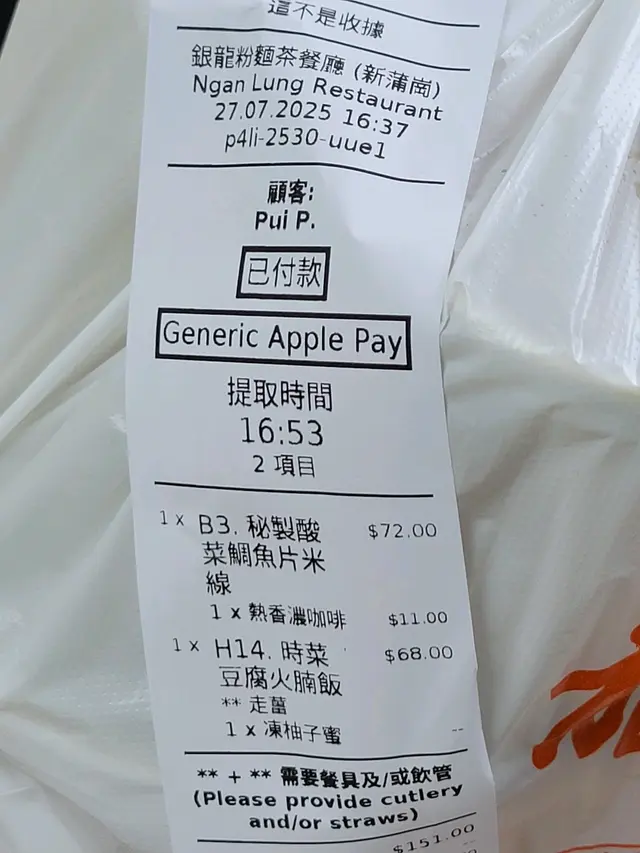 這不是收據
銀龍粉麵茶餐廳 (新蒲崗)
Ngan Lung Restaurant
27.07.2025 16:37
p4li-2530-uue1
顧客:
Pui P.
已付款
Generic Apple Pay
提取時間
16:53
2 項目
1 x B3. 秘製酸 $72.00
菜鯛魚片米
線
1 x 熱香濃咖啡 $11.00
1 x H14. 時菜 $68.00
豆腐火腩飯
** 走薑
1 x 凍柚子蜜 --
** + ** 需要餐具及/或飲管
(Please provide cutlery
and/or straws)
$151.00